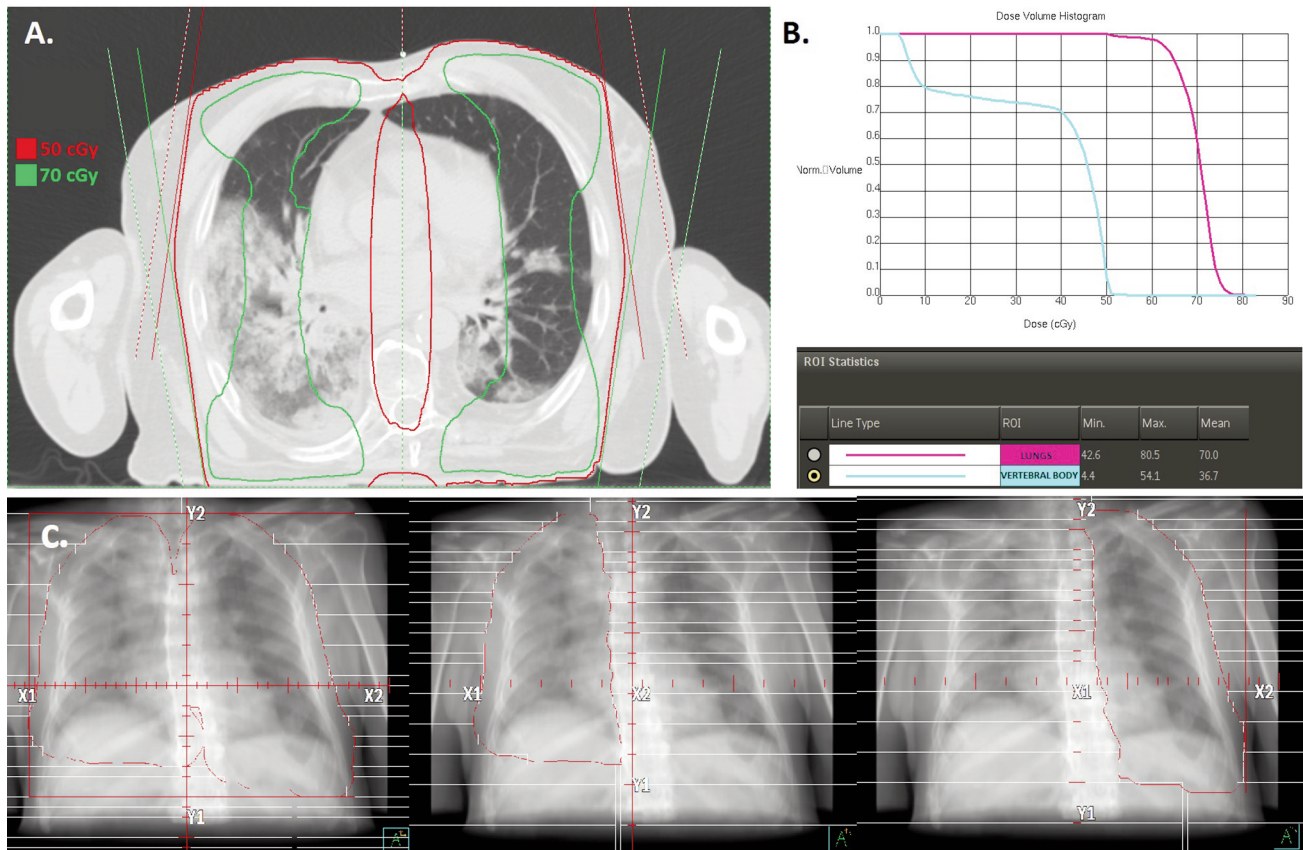 A.
50 cGy
70 cGy
B.
Dose Volume Histogram
1.0
0.9
0.8
0.7
0.6
0.5
0.4
0.3
0.2
0.1
0.0
Norm.□Volume
0 10 20 30 40 50 60 70 80 90
Dose (cGy)
ROI Statistics
Line Type ROI Min. Max. Mean
LUNGS 42.6 80.5 70.0
VERTEBRAL BODY 4.4 54.1 36.7
C.
Y2
X1 X2
Y1
A
Y2
X1 X2
Y1
A
Y2
X1 X2
Y1
A